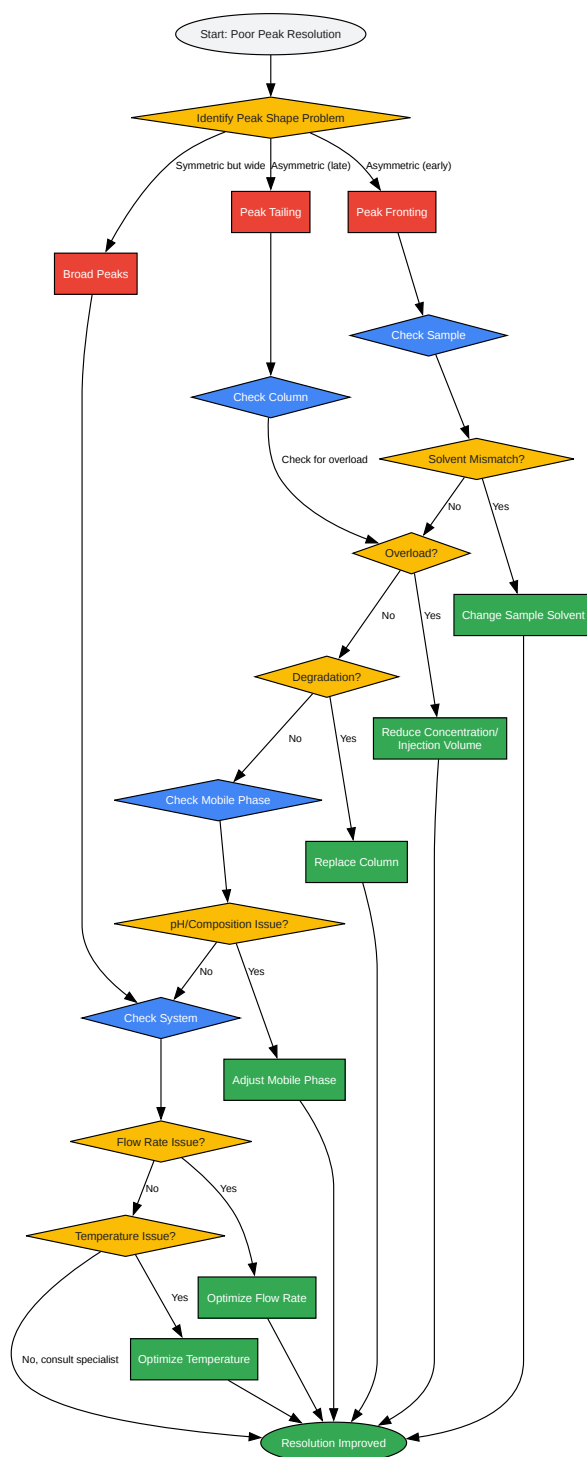 Start: Poor Peak Resolution
Identify Peak Shape Problem
Symmetric but wide
Asymmetric (late)
Asymmetric (early)
Peak Tailing
Peak Fronting
Broad Peaks
Check Sample
Check Column
Check for overload
Solvent Mismatch?
No
Yes
Overload?
Change Sample Solvent
No
Yes
Degradation?
Reduce Concentration/
Injection Volume
No
Yes
Check Mobile Phase
Replace Column
pH/Composition Issue?
No
Yes
Check System
Adjust Mobile Phase
Flow Rate Issue?
No
Yes
Temperature Issue?
Yes
Optimize Flow Rate
No, consult specialist
Optimize Temperature
Resolution Improved